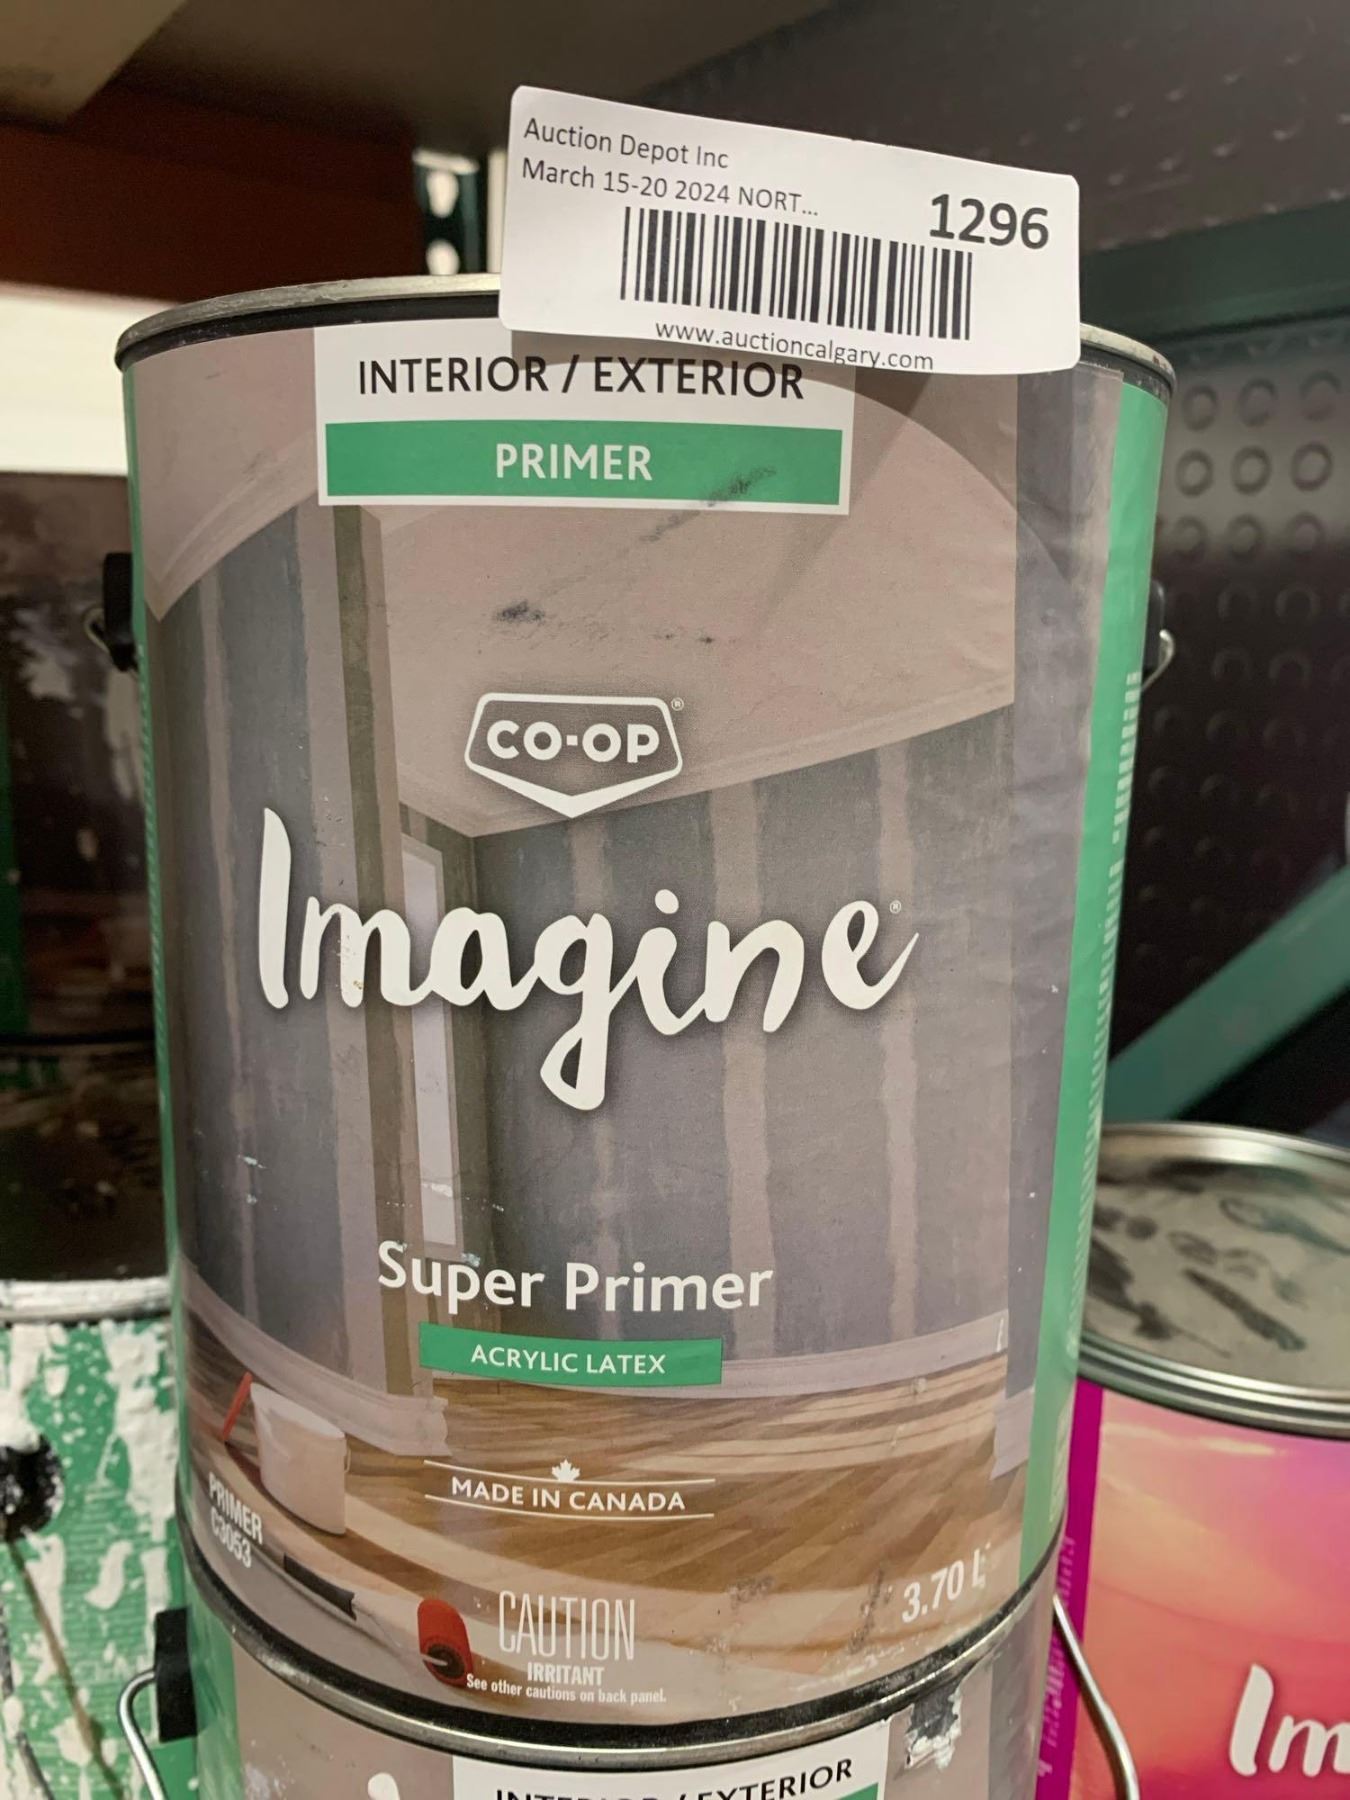 Auction Depot Inc
March 15-20 2024 NORT...
1296
www.auctioncalgary.com
INTERIOR / EXTERIOR
PRIMER
CO-OP®
Imagine®
Super Primer
ACRYLIC LATEX
MADE IN CANADA
PRIMER
C3053
3.70 L
CAUTION
IRRITANT
See other cautions on back panel.
INTERIOR / EXTERIOR
Im